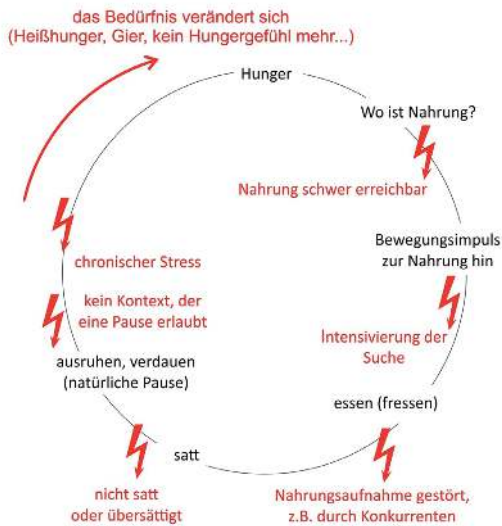 das Bedürfnis verändert sich
(Heißhunger, Gier, kein Hungergefühl mehr...)
Hunger
Wo ist Nahrung?
Nahrung schwer erreichbar
Bewegungsimpuls
zur Nahrung hin
Intensivierung der
Suche
essen (fressen)
Nahrungsaufnahme gestört,
z.B. durch Konkurrenten
satt
nicht satt
oder übersättigt
ausruhen, verdauen
(natürliche Pause)
kein Kontext, der
eine Pause erlaubt
chronischer Stress